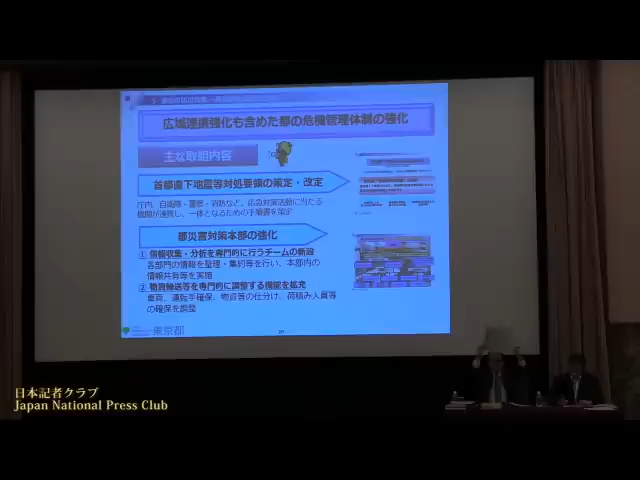 広域連携強化も含めた都の危機管理体制の強化
主な取組内容
首都直下地震等対処要領の策定・改定
庁内、自衛隊・警察・消防など、応急対策活動に当たる
機関が連携し、一体となるための手順書を策定
都災害対策本部の強化
① 情報収集・分析を専門的に行うチームの新設
各部門の情報を整理・集約等を行い、本部内の
情報共有等を実施
② 物資輸送等を専門的に調整する機能を拡充
車両、運転手確保、物資等の仕分け、荷積み人員等
の確保を調整
東京都
日本記者クラブ
Japan National Press Club